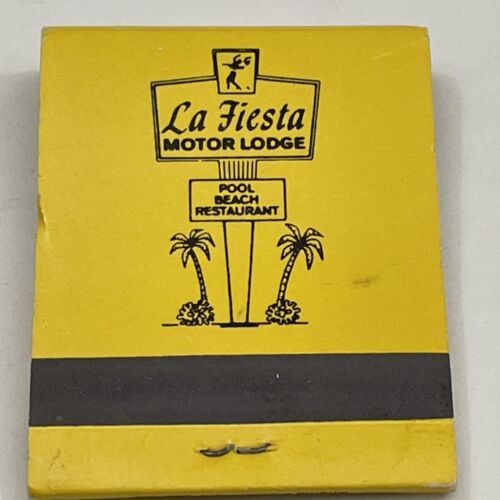 La Fiesta
MOTOR LODGE
POOL
BEACH
RESTAURANT